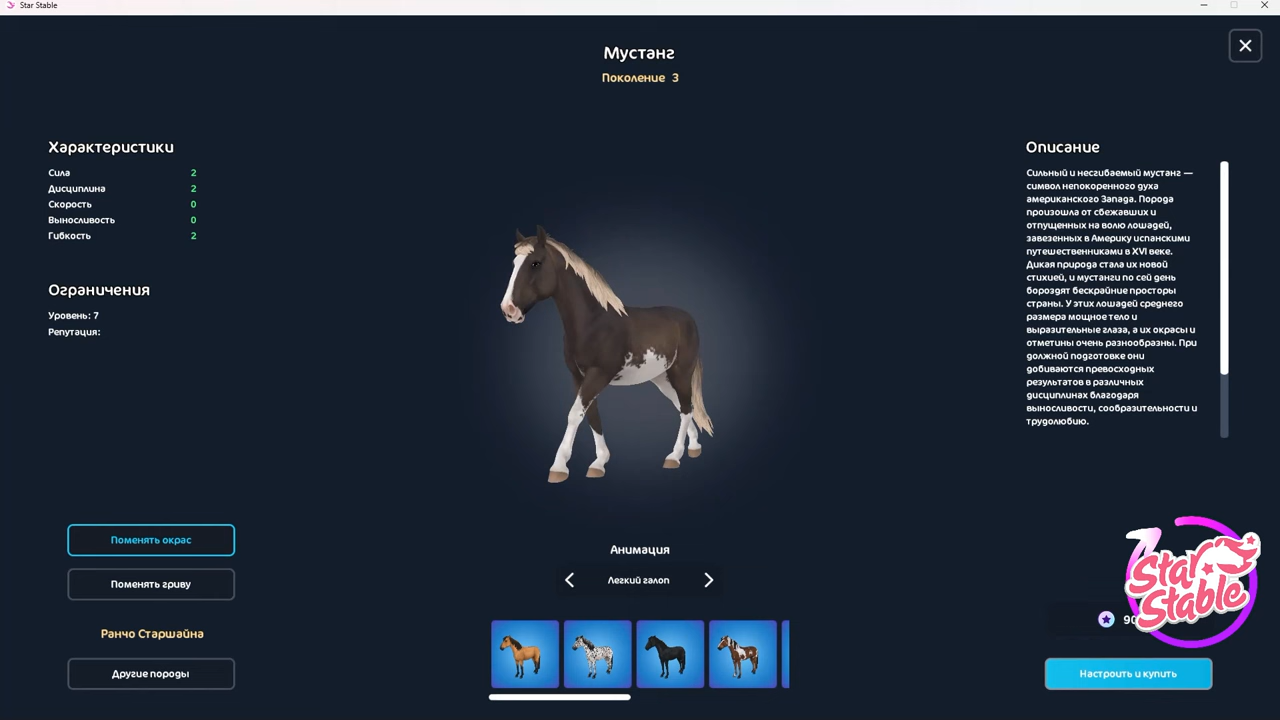 Star Stable
Мустанг
Поколение 3
Характеристики
Сила 2
Дисциплина 2
Скорость 0
Выносливость 0
Гибкость 2
Ограничения
Уровень: 7
Репутация:
Поменять окрас
Поменять гриву
Ранчо Старшайна
Другие породы
Анимация
Легкий галоп
Описание
Сильный и несгибаемый мустанг —
символ непокоренного духа
американского Запада. Порода
произошла от сбежавших и
отпущенных на волю лошадей,
завезенных в Америку испанскими
путешественниками в XVI веке.
Дикая природа стала их новой
стихией, и мустанги по сей день
бороздят бескрайние просторы
страны. У этих лошадей среднего
размера мощное тело и
выразительные глаза, а их окрасы и
отметины очень разнообразны. При
должной подготовке они
добиваются превосходных
результатов в различных
дисциплинах благодаря
выносливости, сообразительности и
трудолюбию.
Star
Stable
Настроить и купить